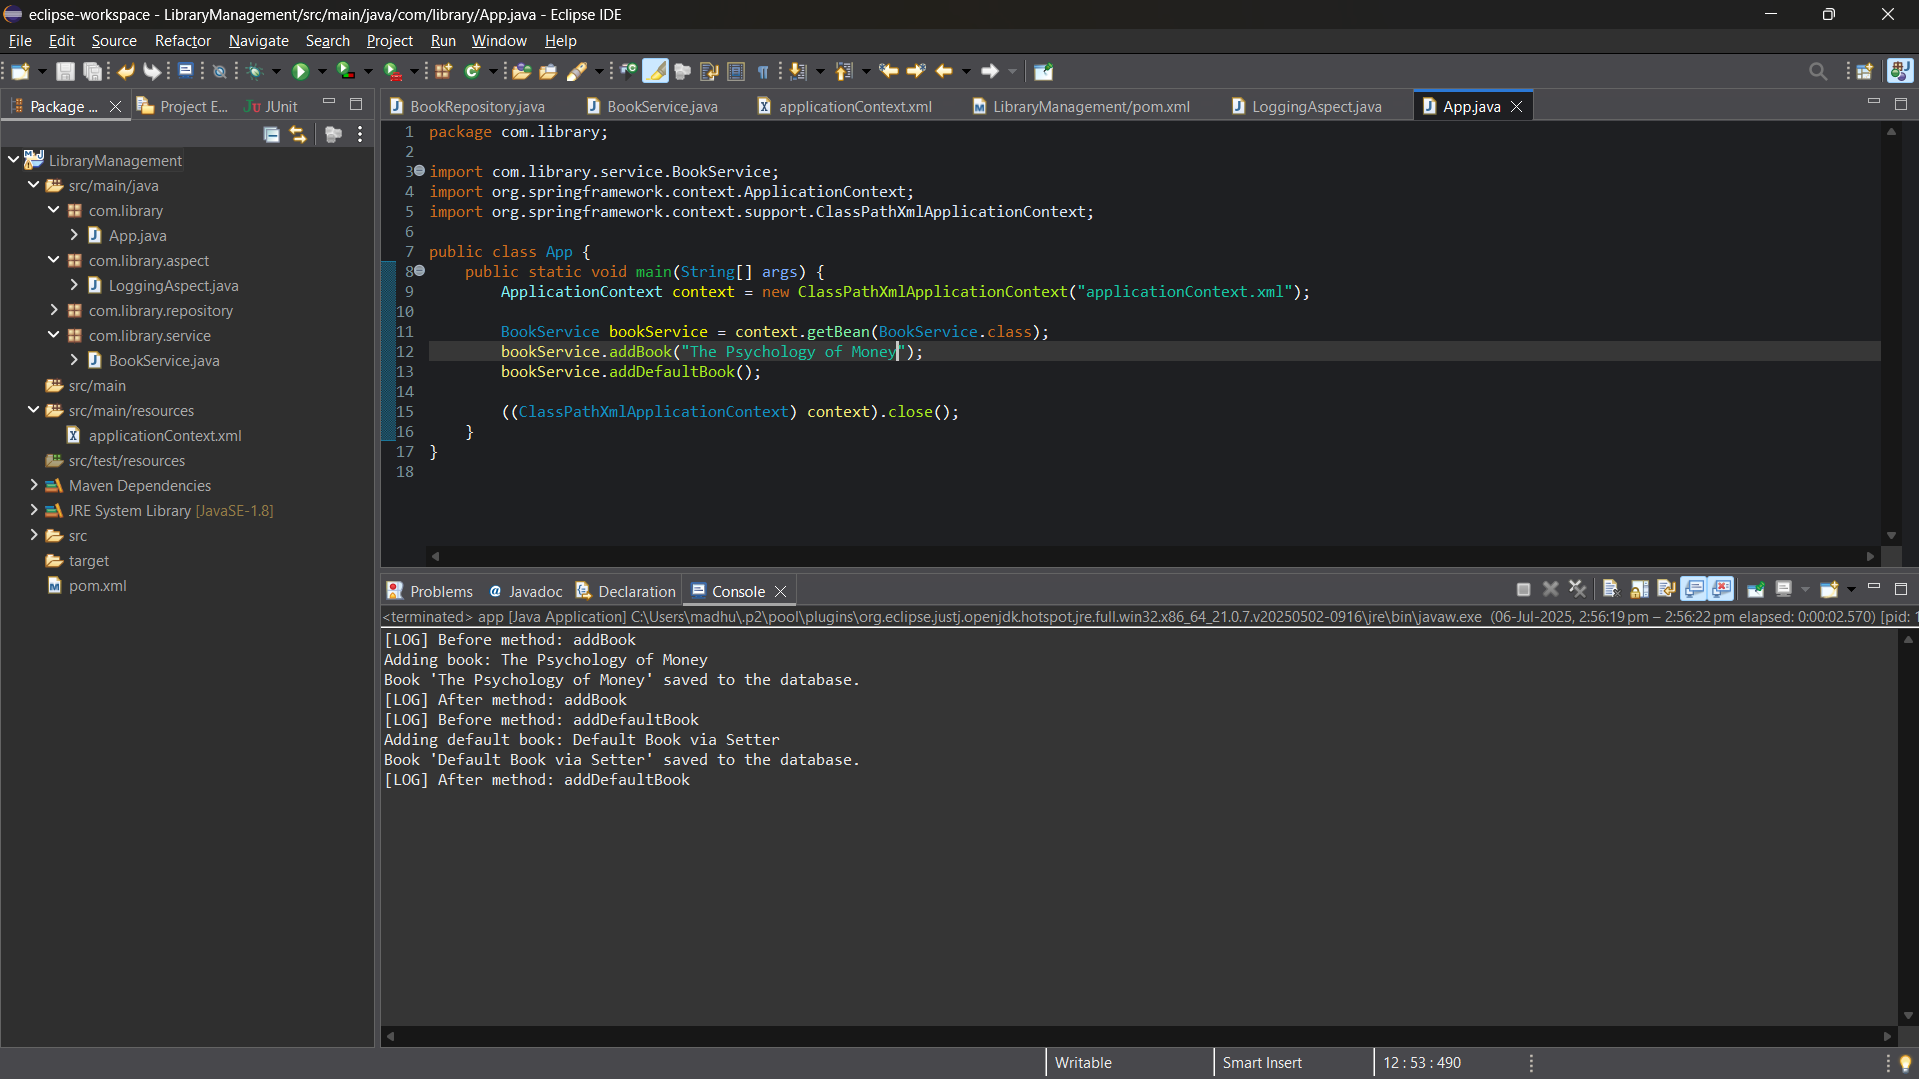 eclipse-workspace - LibraryManagement/src/main/java/com/library/App.java - Eclipse IDE
File Edit Source Refactor Navigate Search Project Run Window Help
Package ... Project E... JUnit
BookRepository.java BookService.java applicationContext.xml LibraryManagement/pom.xml LoggingAspect.java App.java
LibraryManagement
src/main/java
com.library
App.java
com.library.aspect
LoggingAspect.java
com.library.repository
com.library.service
BookService.java
src/main
src/main/resources
applicationContext.xml
src/test/resources
Maven Dependencies
JRE System Library [JavaSE-1.8]
src
target
pom.xml
1 package com.library;
2
3 import com.library.service.BookService;
4 import org.springframework.context.ApplicationContext;
5 import org.springframework.context.support.ClassPathXmlApplicationContext;
6
7 public class App {
8 public static void main(String[] args) {
9 ApplicationContext context = new ClassPathXmlApplicationContext("applicationContext.xml");
10
11 BookService bookService = context.getBean(BookService.class);
12 bookService.addBook("The Psychology of Money");
13 bookService.addDefaultBook();
14
15 ((ClassPathXmlApplicationContext) context).close();
16 }
17 }
18
Problems Javadoc Declaration Console
<terminated> app [Java Application] C:\Users\madhu\.p2\pool\plugins\org.eclipse.justj.openjdk.hotspot.jre.full.win32.x86_64_21.0.7.v20250502-0916\jre\bin\javaw.exe (06-Jul-2025, 2:56:19 pm – 2:56:22 pm elapsed: 0:00:02.570) [pid: 1
[LOG] Before method: addBook
Adding book: The Psychology of Money
Book 'The Psychology of Money' saved to the database.
[LOG] After method: addBook
[LOG] Before method: addDefaultBook
Adding default book: Default Book via Setter
Book 'Default Book via Setter' saved to the database.
[LOG] After method: addDefaultBook
Writable Smart Insert 12 : 53 : 490